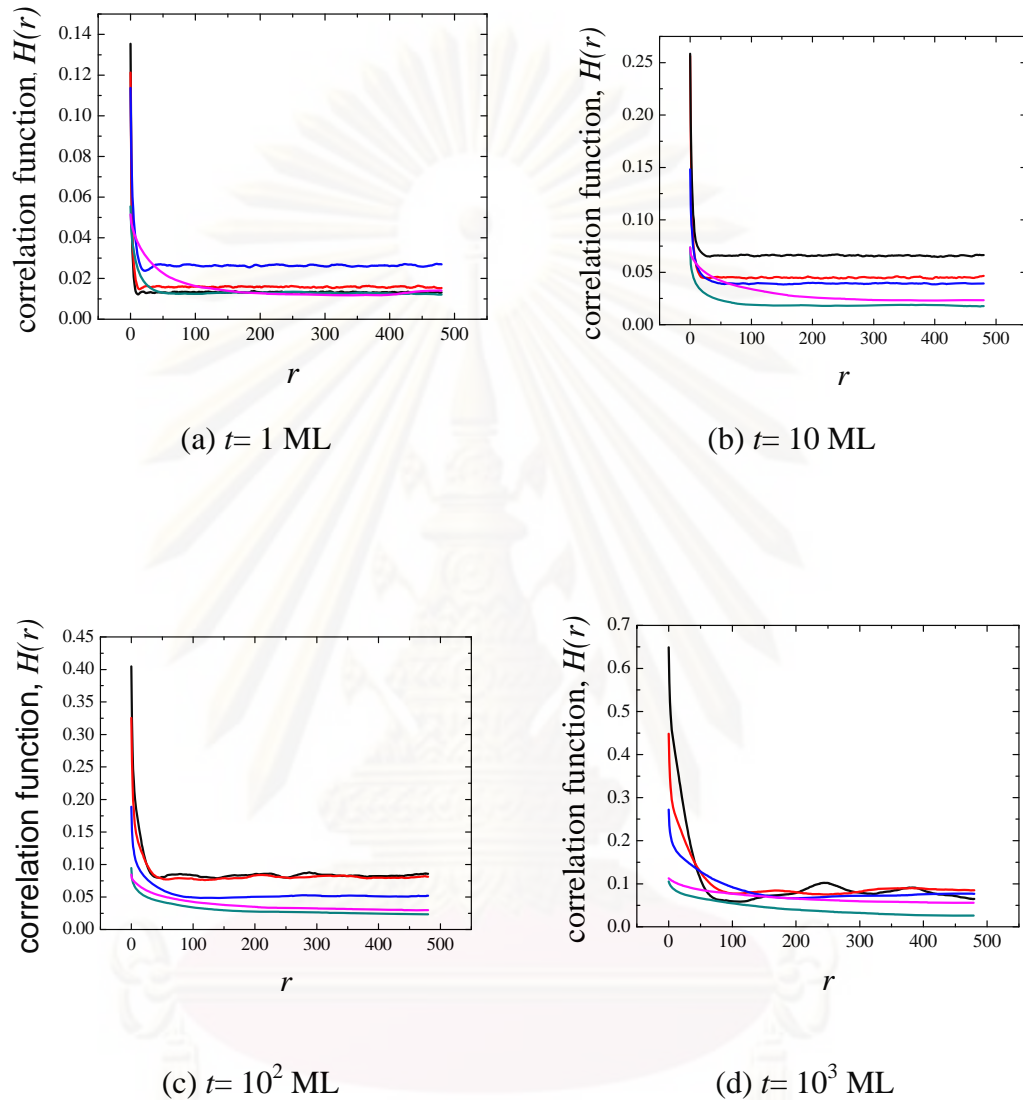 correlation function, H(r)
0.14
0.12
0.10
0.08
0.06
0.04
0.02
0.00
0 100 200 300 400 500
r
(a) t= 1 ML
correlation function, H(r)
0.25
0.20
0.15
0.10
0.05
0.00
0 100 200 300 400 500
r
(b) t= 10 ML
correlation function, H(r)
0.45
0.40
0.35
0.30
0.25
0.20
0.15
0.10
0.05
0.00
0 100 200 300 400 500
r
(c) t= 10² ML
correlation function, H(r)
0.7
0.6
0.5
0.4
0.3
0.2
0.1
0.0
0 100 200 300 400 500
r
(d) t= 10³ ML